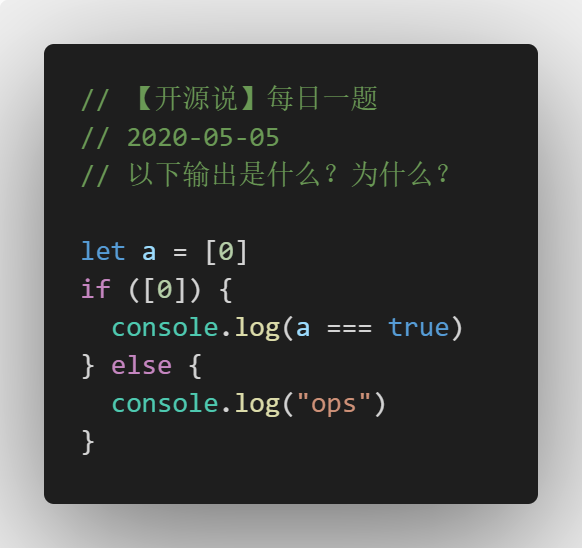 // 【开源说】每日一题
// 2020-05-05
// 以下输出是什么？为什么？
let a = [0]
if ([0]) {
  console.log(a === true)
} else {
  console.log("ops")
}